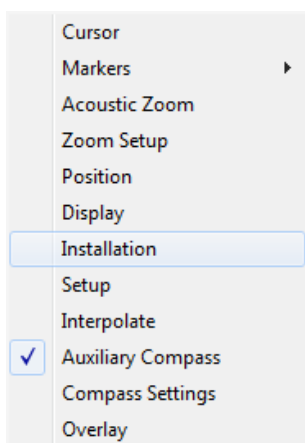 Cursor
Markers
Acoustic Zoom
Zoom Setup
Position
Display
Installation
Setup
Interpolate
Auxiliary Compass
Compass Settings
Overlay